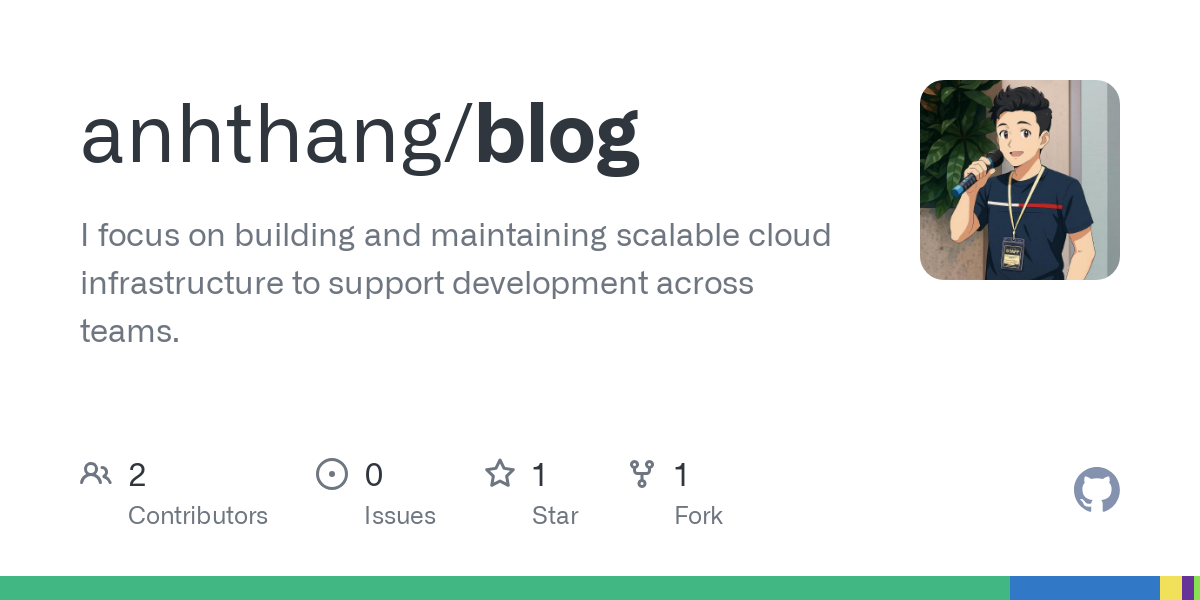 anhthang/blog
I focus on building and maintaining scalable cloud
infrastructure to support development across
teams.
2
Contributors
0
Issues
1
Star
1
Fork